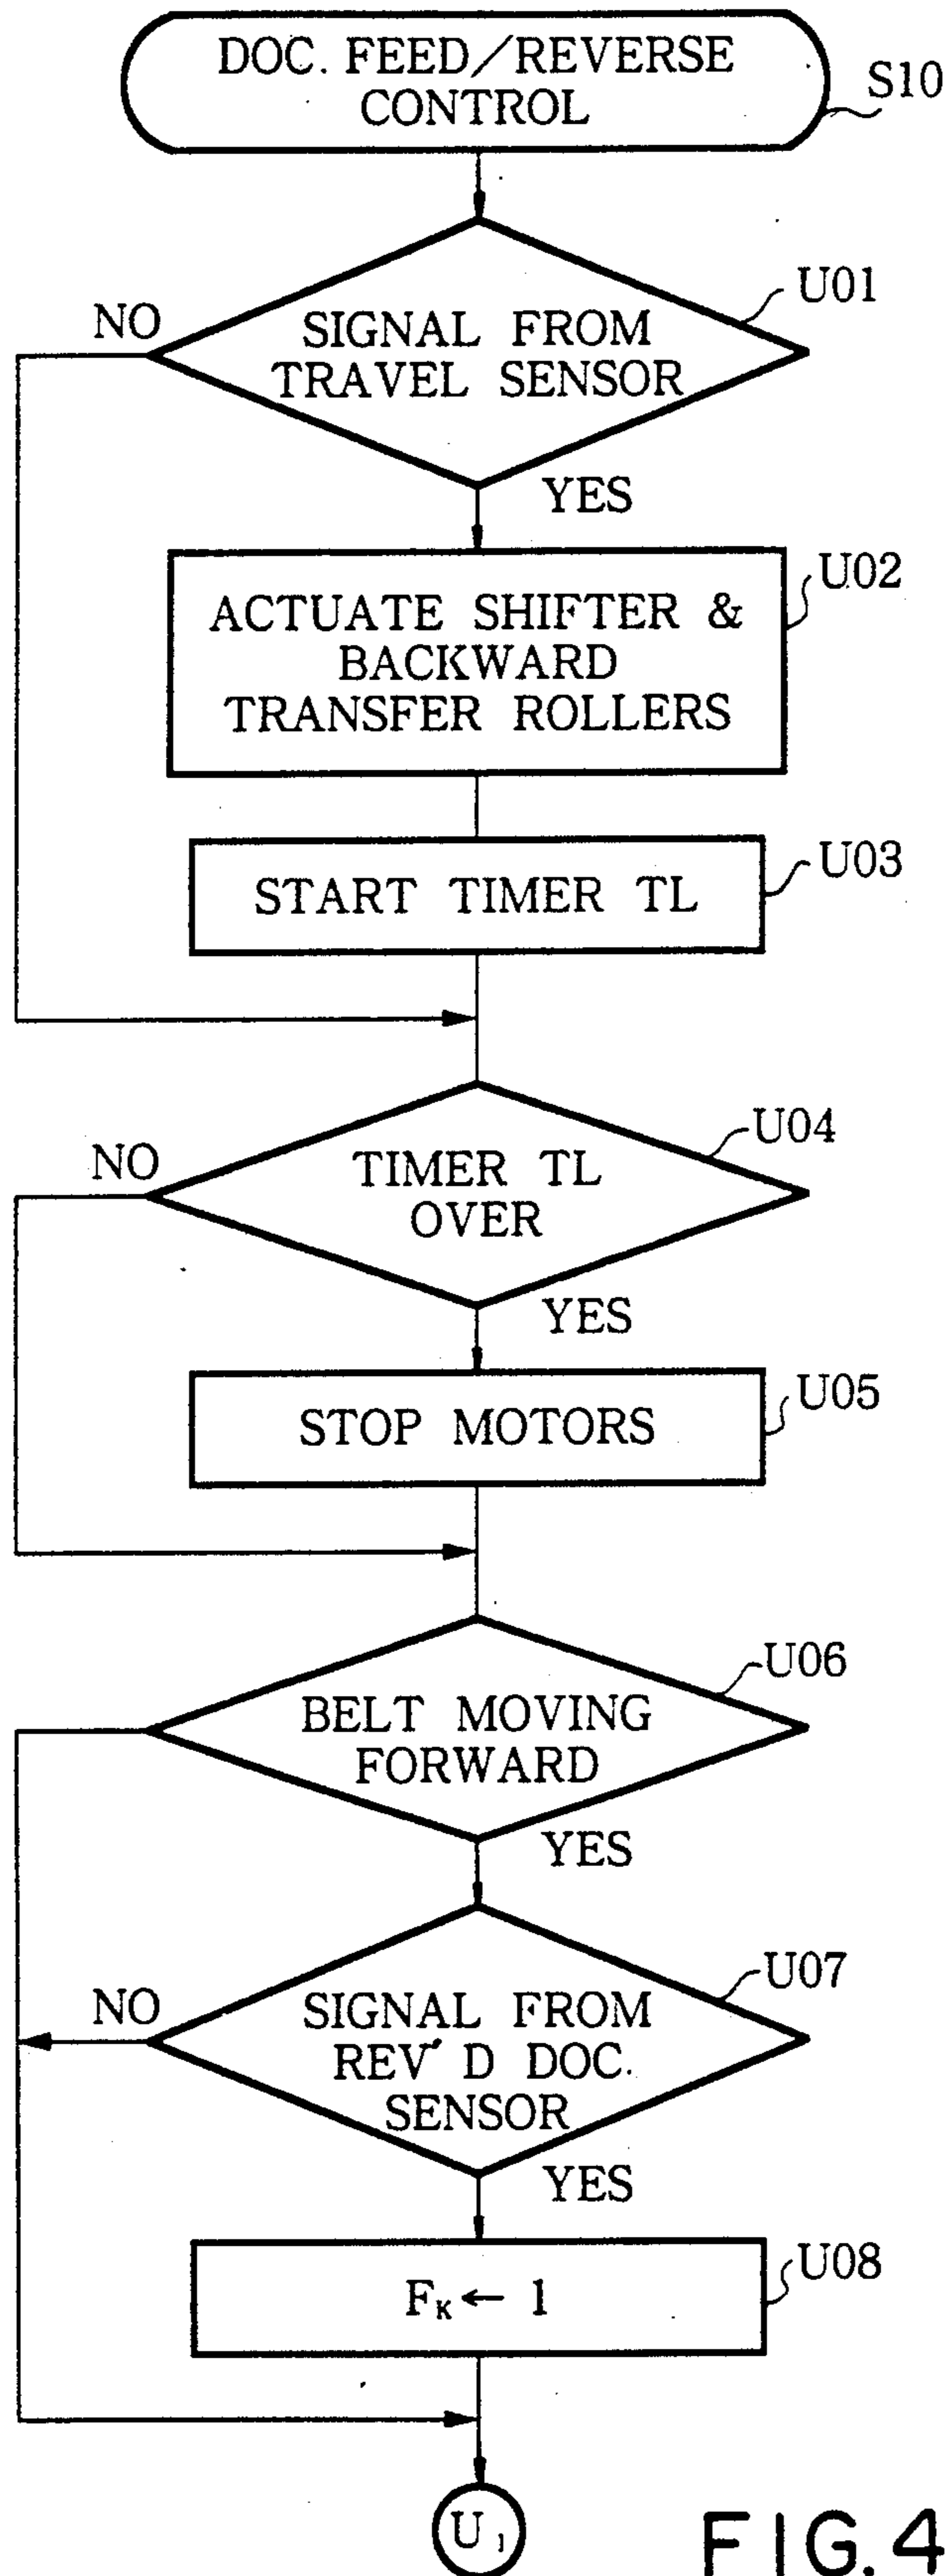 DOC. FEED/REVERSE
CONTROL
S10
U01
NO
SIGNAL FROM
TRAVEL SENSOR
YES
U02
ACTUATE SHIFTER &
BACKWARD
TRANSFER ROLLERS
U03
START TIMER TL
U04
NO
TIMER TL
OVER
YES
U05
STOP MOTORS
U06
BELT MOVING
FORWARD
YES
U07
NO
SIGNAL FROM
REV'D DOC.
SENSOR
YES
U08
FK ← 1
U1
FIG. 4